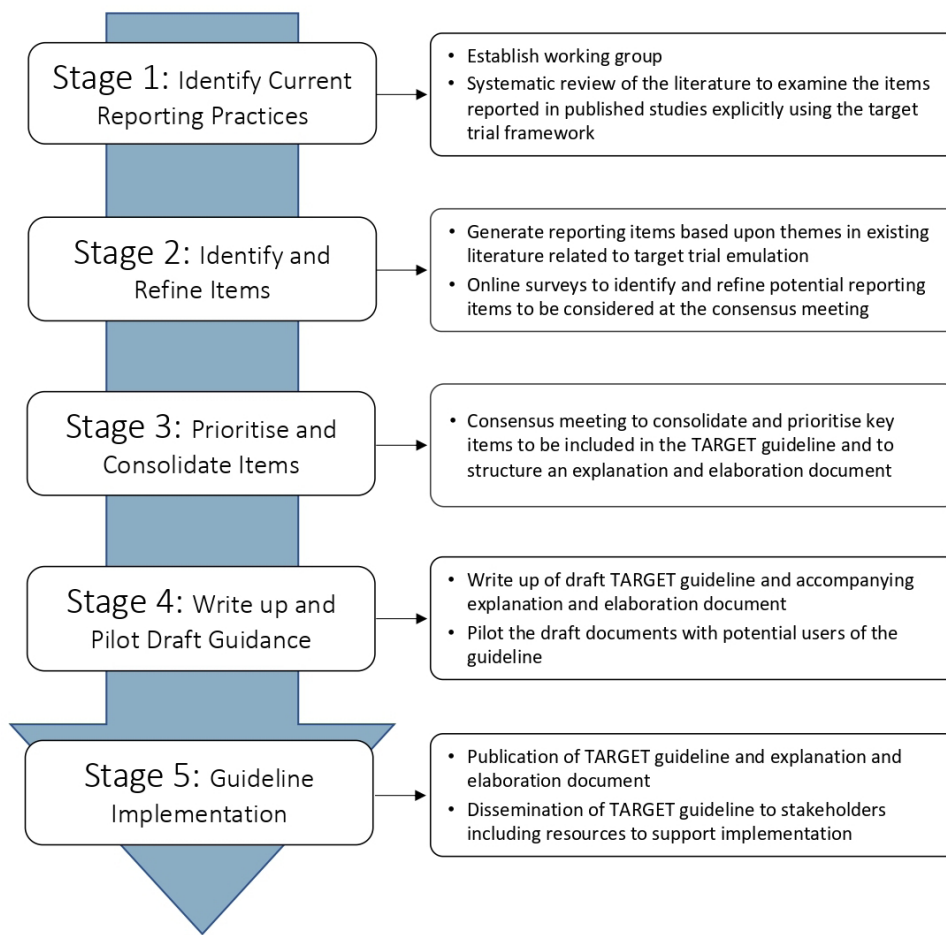 Stage 1: Identify Current
Reporting Practices
• Establish working group
• Systematic review of the literature to examine the items
reported in published studies explicitly using the target
trial framework
Stage 2: Identify and
Refine Items
• Generate reporting items based upon themes in existing
literature related to target trial emulation
• Online surveys to identify and refine potential reporting
items to be considered at the consensus meeting
Stage 3: Prioritise and
Consolidate Items
• Consensus meeting to consolidate and prioritise key
items to be included in the TARGET guideline and to
structure an explanation and elaboration document
Stage 4: Write up and
Pilot Draft Guidance
• Write up of draft TARGET guideline and accompanying
explanation and elaboration document
• Pilot the draft documents with potential users of the
guideline
Stage 5: Guideline
Implementation
• Publication of TARGET guideline and explanation and
elaboration document
• Dissemination of TARGET guideline to stakeholders
including resources to support implementation